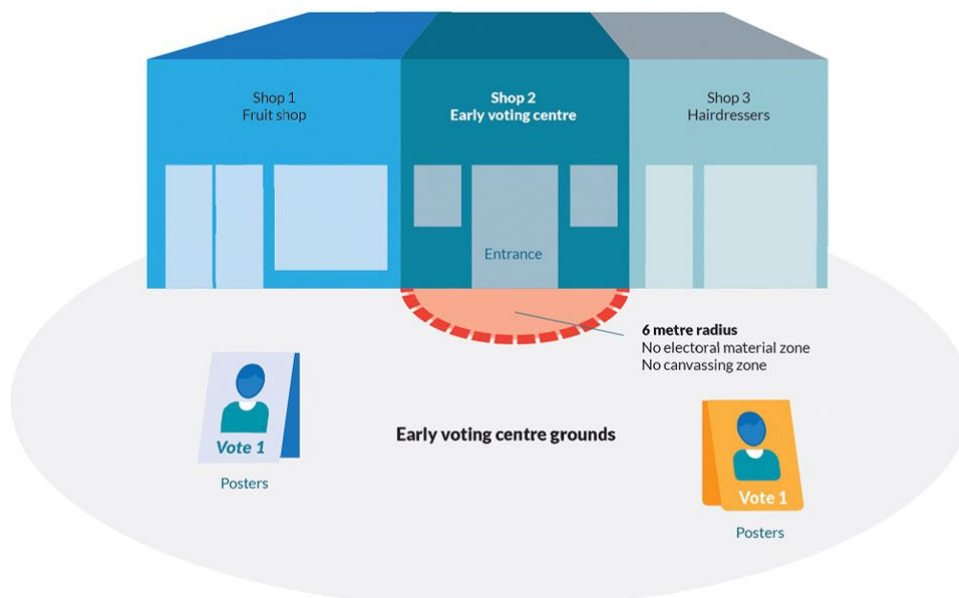 Shop 1
Fruit shop
Shop 2
Early voting centre
Shop 3
Hairdressers
Entrance
6 metre radius
No electoral material zone
No canvassing zone
Vote 1
Posters
Early voting centre grounds
Vote 1
Posters